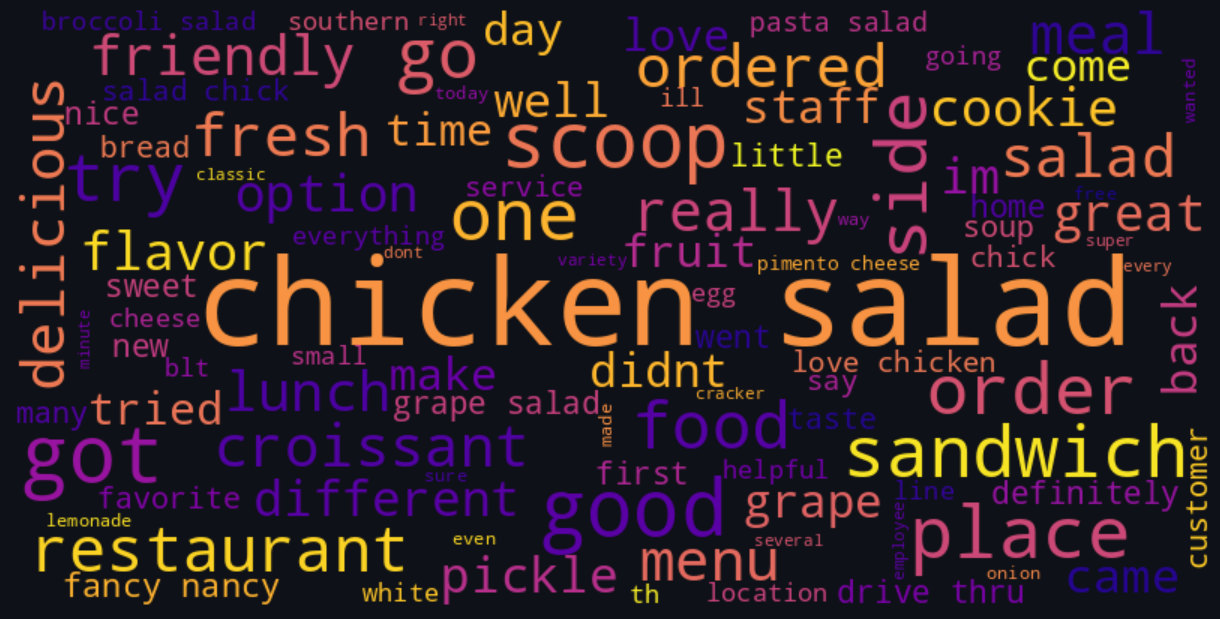 broccoli salad
southern
right
day
love
pasta salad
meal
friendly
go
ordered
going
come
salad chick
today
well
ill
staff
cookie
wanted
nice
bread
fresh
time
scoop
little
side
salad
delicious
try
classic
option
service
one
really
way
im
home
free
great
flavor
everything
dont
variety
fruit
pimento cheese
soup
chick
super
every
sweet
chicken salad
egg
cheese
new
minute
went
back
blt
small
make
didnt
love chicken
say
many
tried
lunch
grape salad
made
cracker
food
taste
order
got
croissant
sure
first
helpful
sandwich
customer
favorite
different
good
grape
line
definitely
lemonade
restaurant
even
several
employee
place
menu
onion
fancy nancy
white
pickle
th
location
drive thru
came